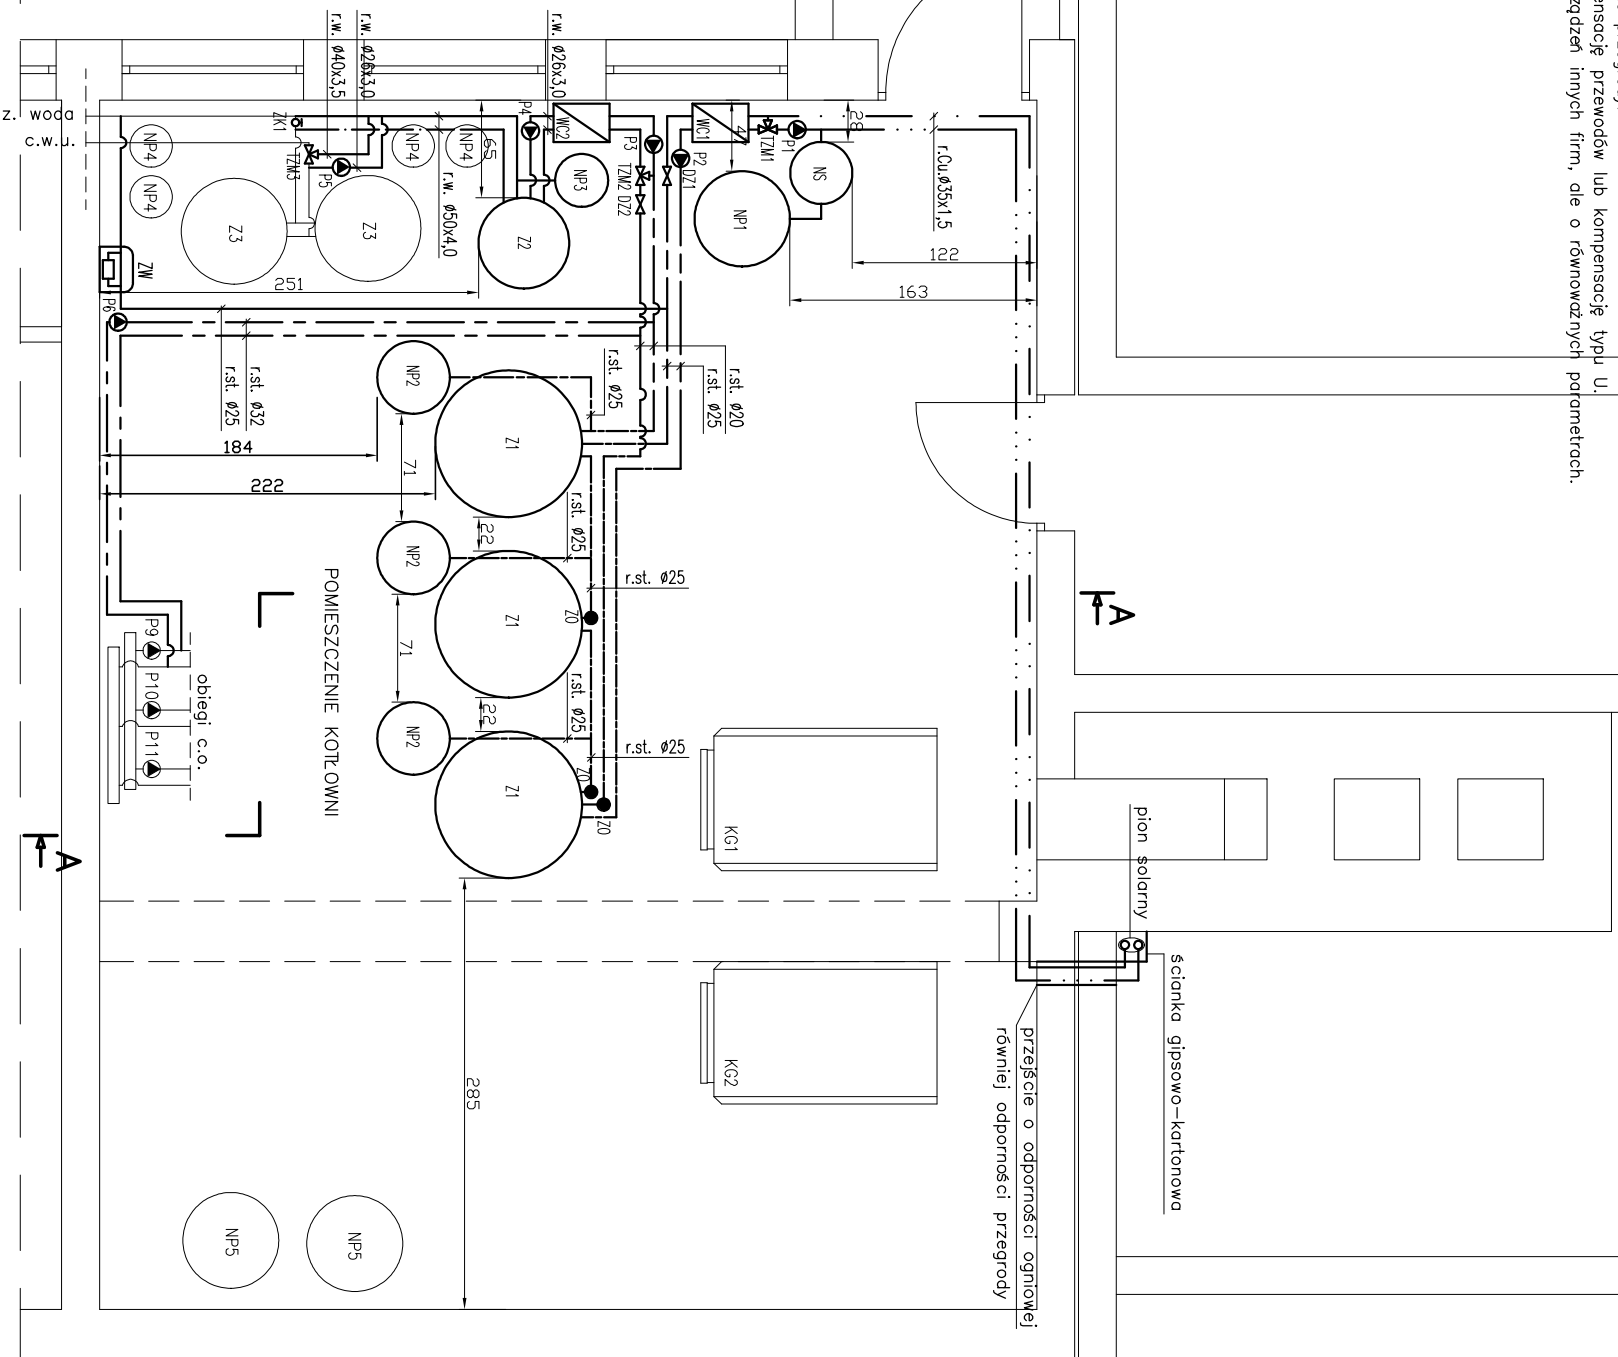 ensację przewodów lub kompensację typu U.
ządzeń innych firm, ale o równoważnych parametrach.
r.w. ø40x3,5
r.w. ø26x3,0
r.w. ø26x3,0
z. woda
c.w.u.
ZK1
TZM3
P5
NP4
NP4
NP4
NP4
Z3
Z3
65
r.w. ø50x4,0
P4
WC2
NP3
Z2
P3
TZM2
DZ2
P2
DZ1
WC1
TZM1
P1
28
NS
NP1
r.Cu.ø35x1,5
122
163
251
ZW
P6
r.st. ø25
r.st. ø32
184
222
r.st. ø25
r.st. ø20
r.st. ø25
NP2
Z1
71
22
r.st. ø25
r.st. ø25
NP2
Z1
Z0
71
22
r.st. ø25
r.st. ø25
NP2
Z1
Z0
Z0
POMIESZCZENIE KOTŁOWNI
P9
P10
P11
obiegi c.o.
A
A
KG1
KG2
pion solarny
ścianka gipsowo-kartonowa
przejście o odporności ogniowej
równiej odporności przegrody
285
NP5
NP5